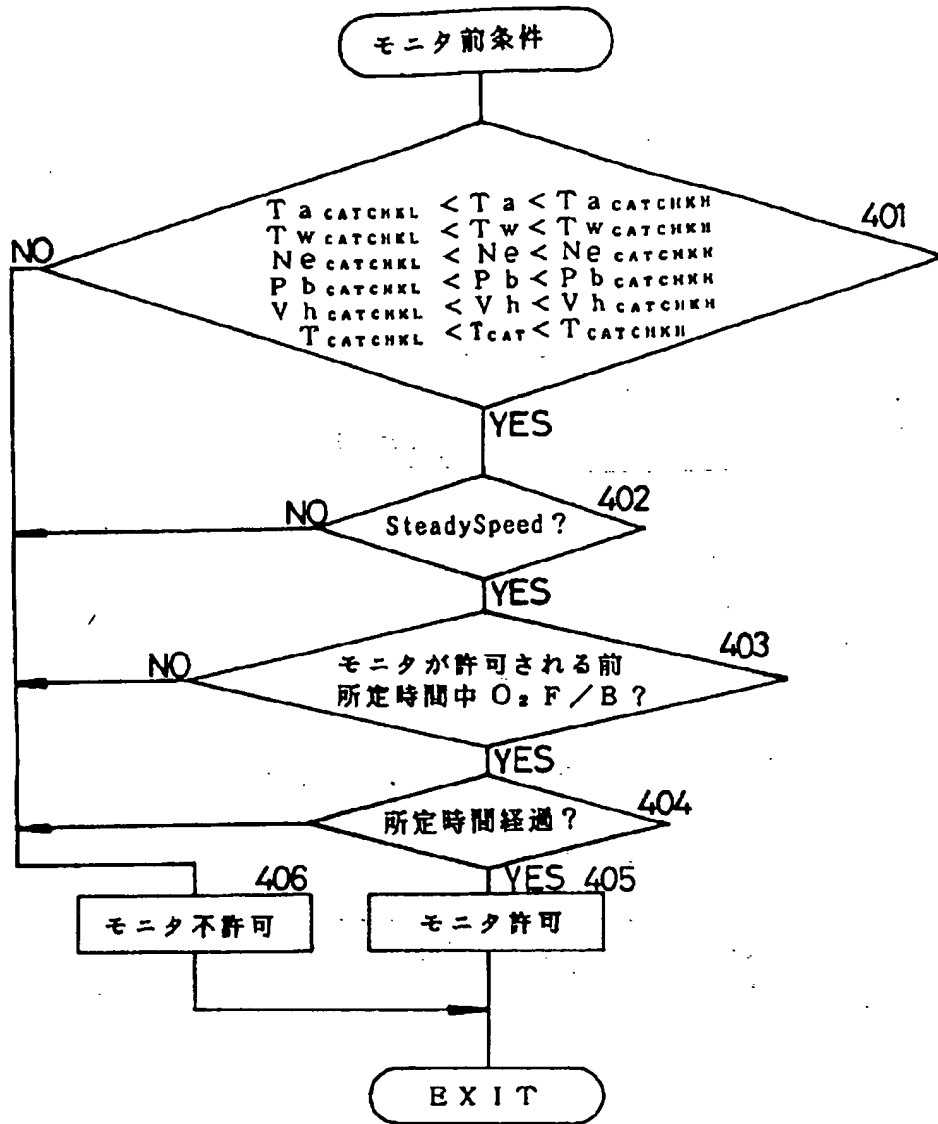 モニタ前条件
Ta CATCHKL < Ta < Ta CATCHKH
401
Tw CATCHKL < Tw < Tw CATCHKH
NO
Ne CATCHKL < Ne < Ne CATCHKH
Pb CATCHKL < Pb < Pb CATCHKH
Vh CATCHKL < Vh < Vh CATCHKH
T CATCHKL < TCAT < T CATCHKH
YES
402
NO
SteadySpeed?
YES
403
NO
モニタが許可される前
所定時間中 O₂ F/B?
YES
404
所定時間経過?
YES
406
405
モニタ不許可
モニタ許可
EXIT